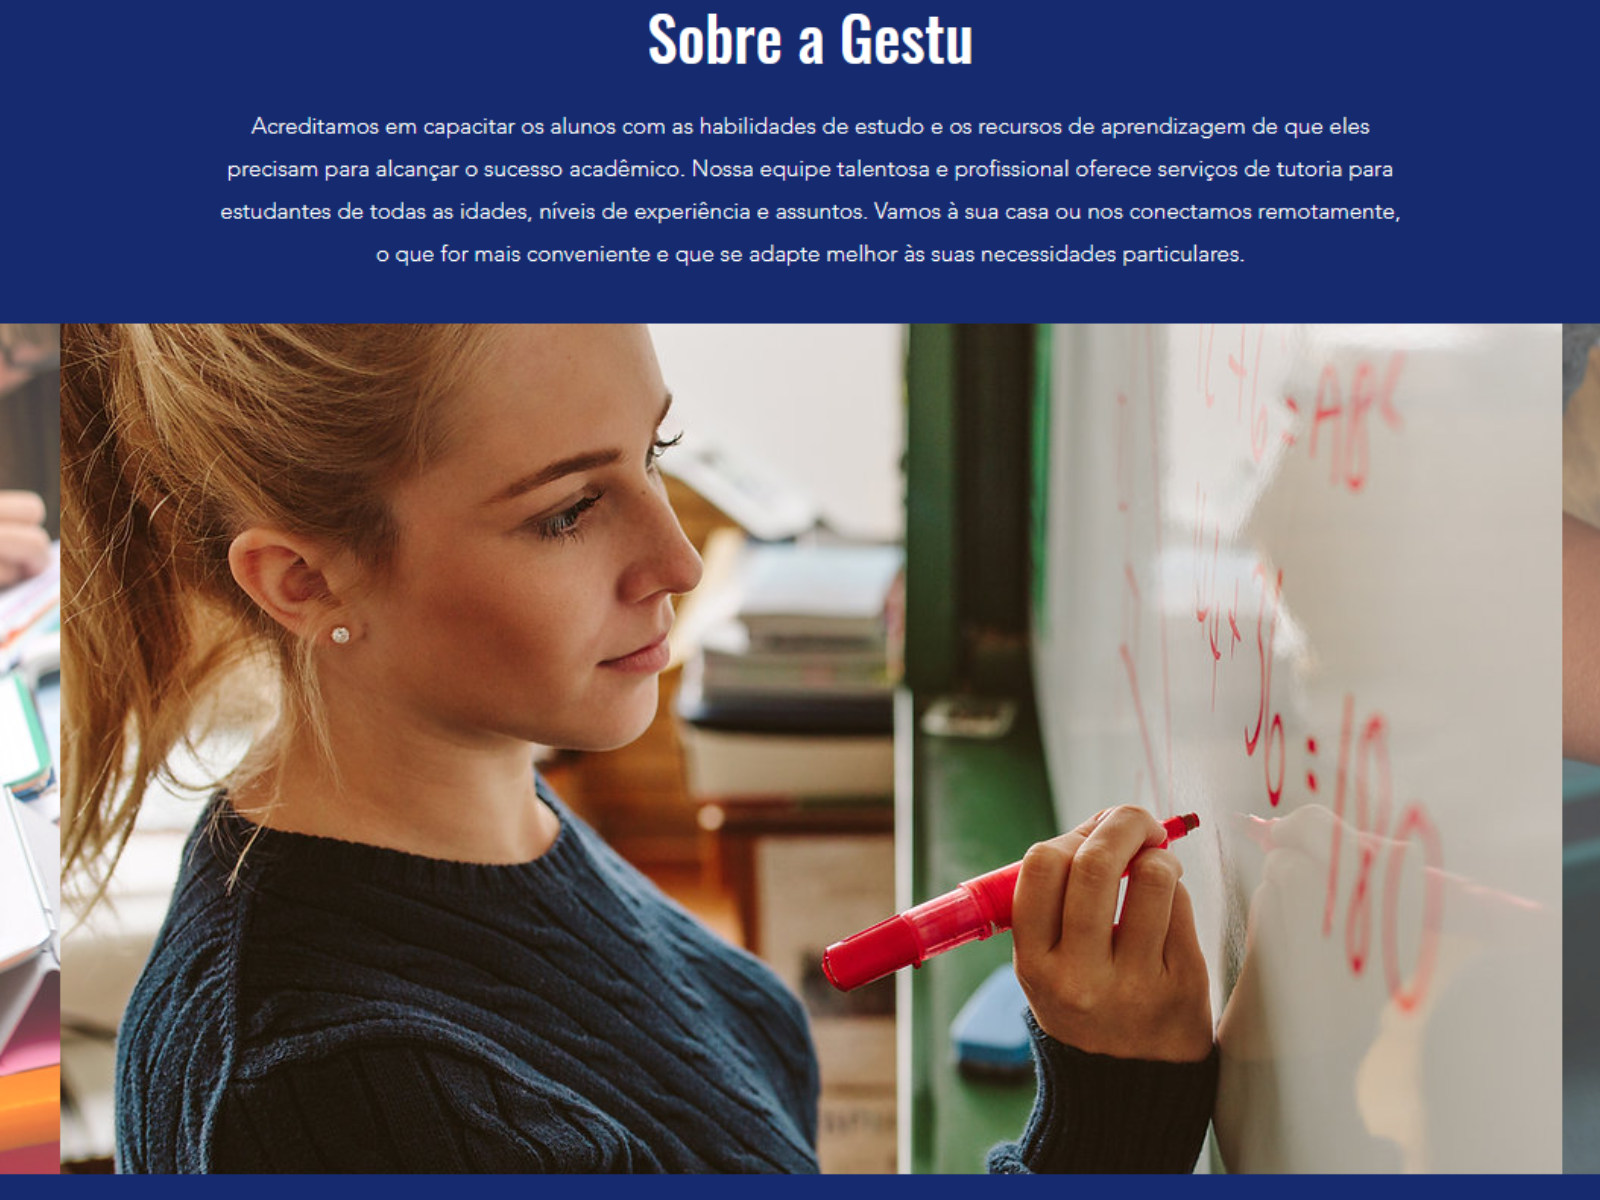 Sobre a Gestu
Acreditamos em capacitar os alunos com as habilidades de estudo e os recursos de aprendizagem de que eles
precisam para alcançar o sucesso acadêmico. Nossa equipe talentosa e profissional oferece serviços de tutoria para
estudantes de todas as idades, níveis de experiência e assuntos. Vamos à sua casa ou nos conectamos remotamente,
o que for mais conveniente e que se adapte melhor às suas necessidades particulares.
180